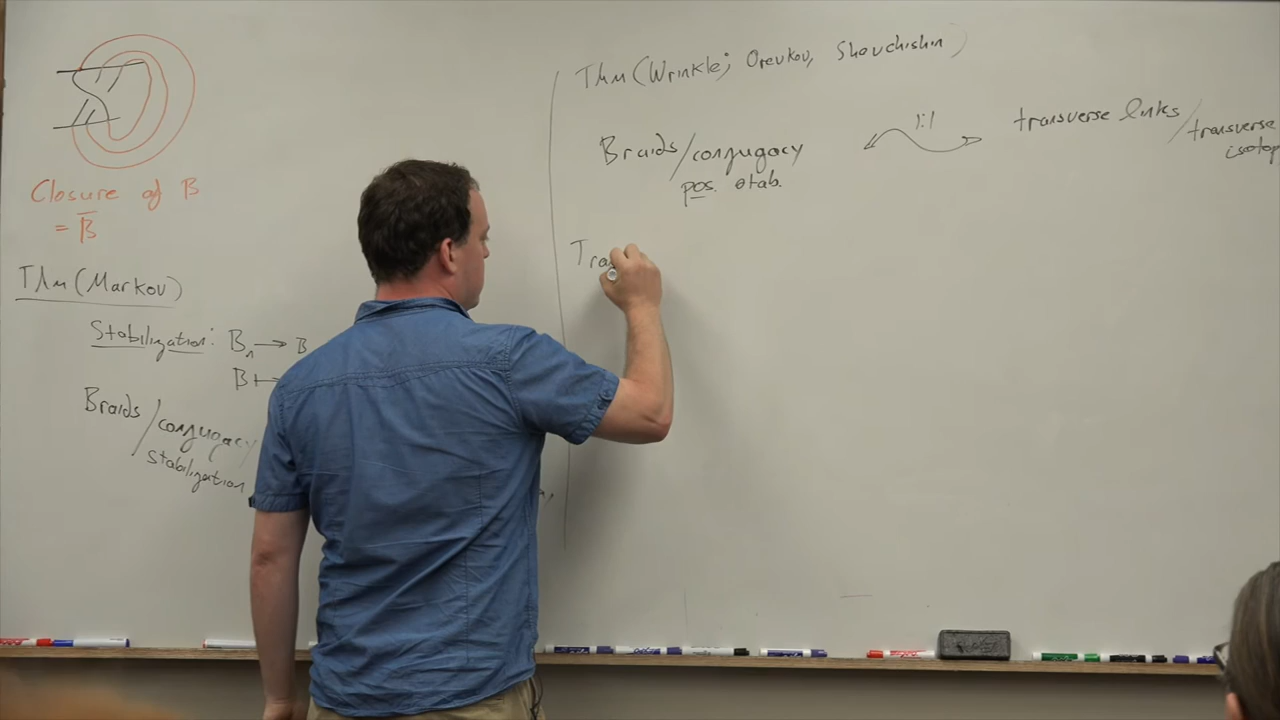 Closure of B
= B̅
Thm (Markov)
Stabilization: Bn → B
B ↦
Braids/conjugacy
stabilization
Thm (Wrinkle; Orevkov, Shevchishin)
Braids/conjugacy
pos. stab.
1:1
transverse links/transverse
isotop
Tra